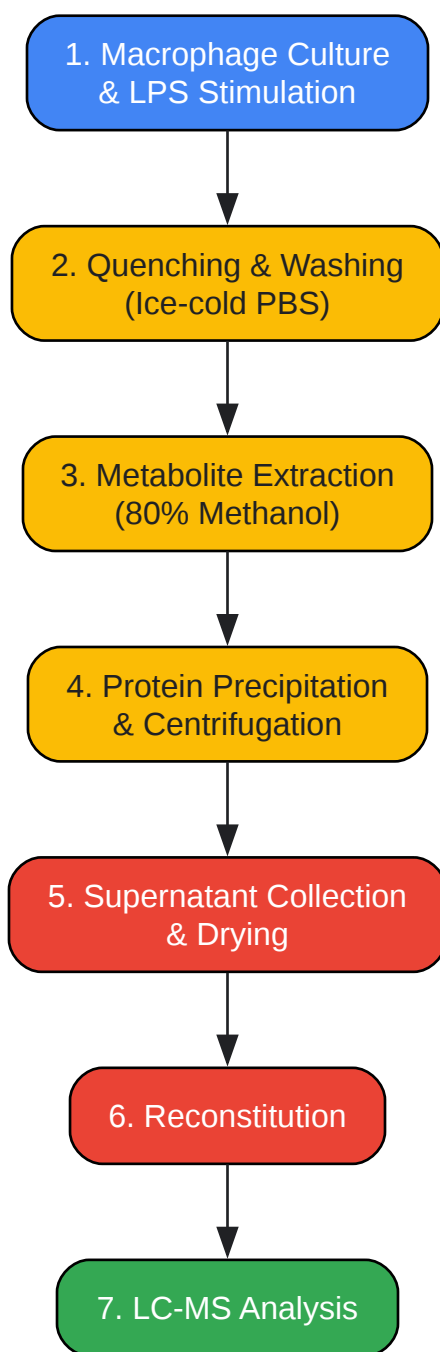 1. Macrophage Culture
& LPS Stimulation
2. Quenching & Washing
(Ice-cold PBS)
3. Metabolite Extraction
(80% Methanol)
4. Protein Precipitation
& Centrifugation
5. Supernatant Collection
& Drying
6. Reconstitution
7. LC-MS Analysis